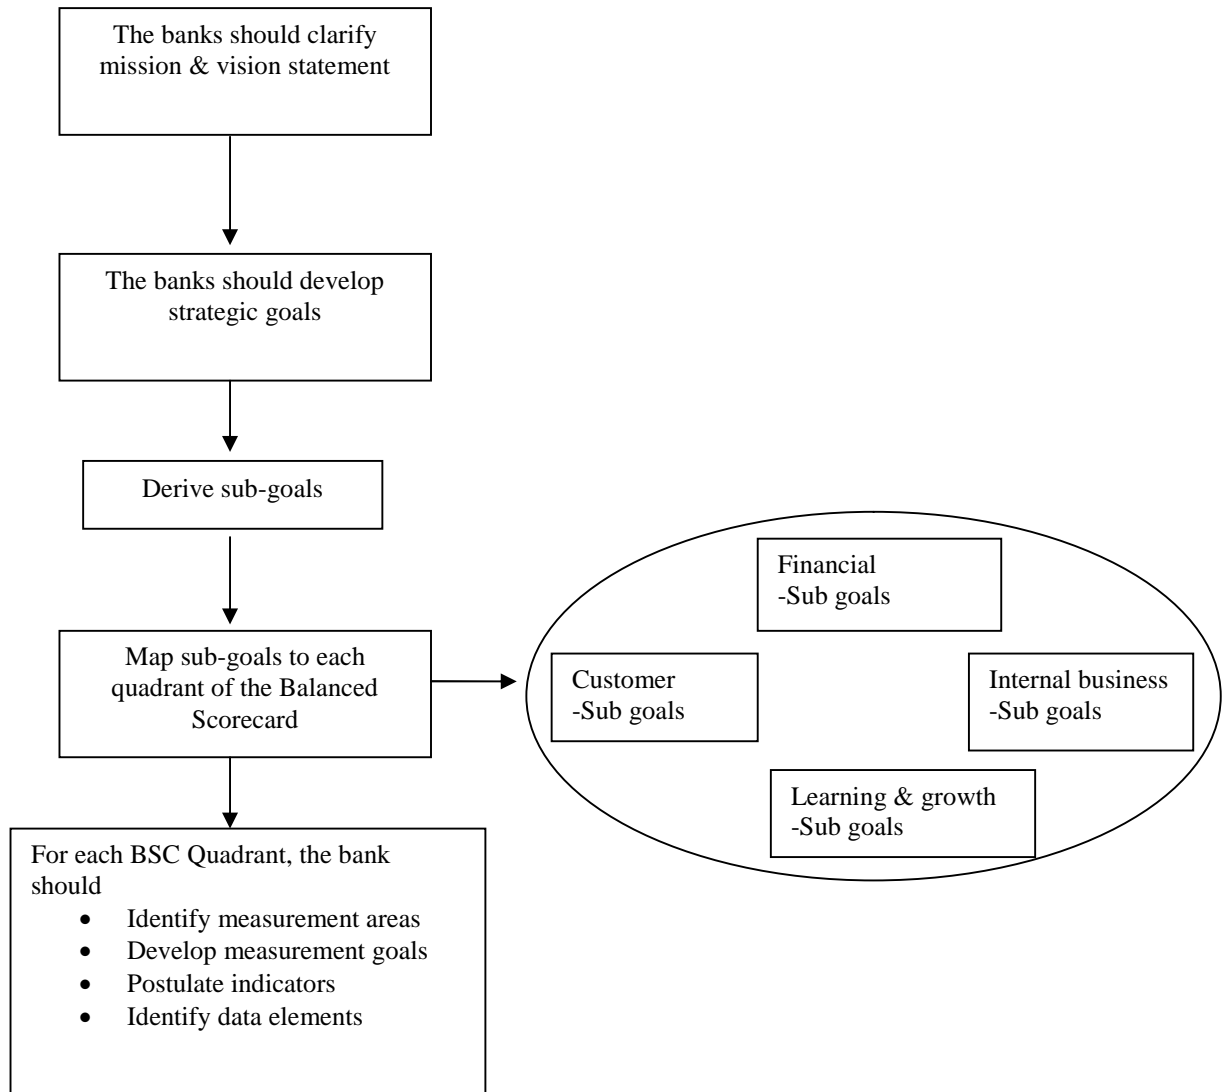 The banks should clarify
mission & vision statement
The banks should develop
strategic goals
Derive sub-goals
Map sub-goals to each
quadrant of the Balanced
Scorecard
Financial
-Sub goals
Customer
-Sub goals
Internal business
-Sub goals
Learning & growth
-Sub goals
For each BSC Quadrant, the bank
should
• Identify measurement areas
• Develop measurement goals
• Postulate indicators
• Identify data elements